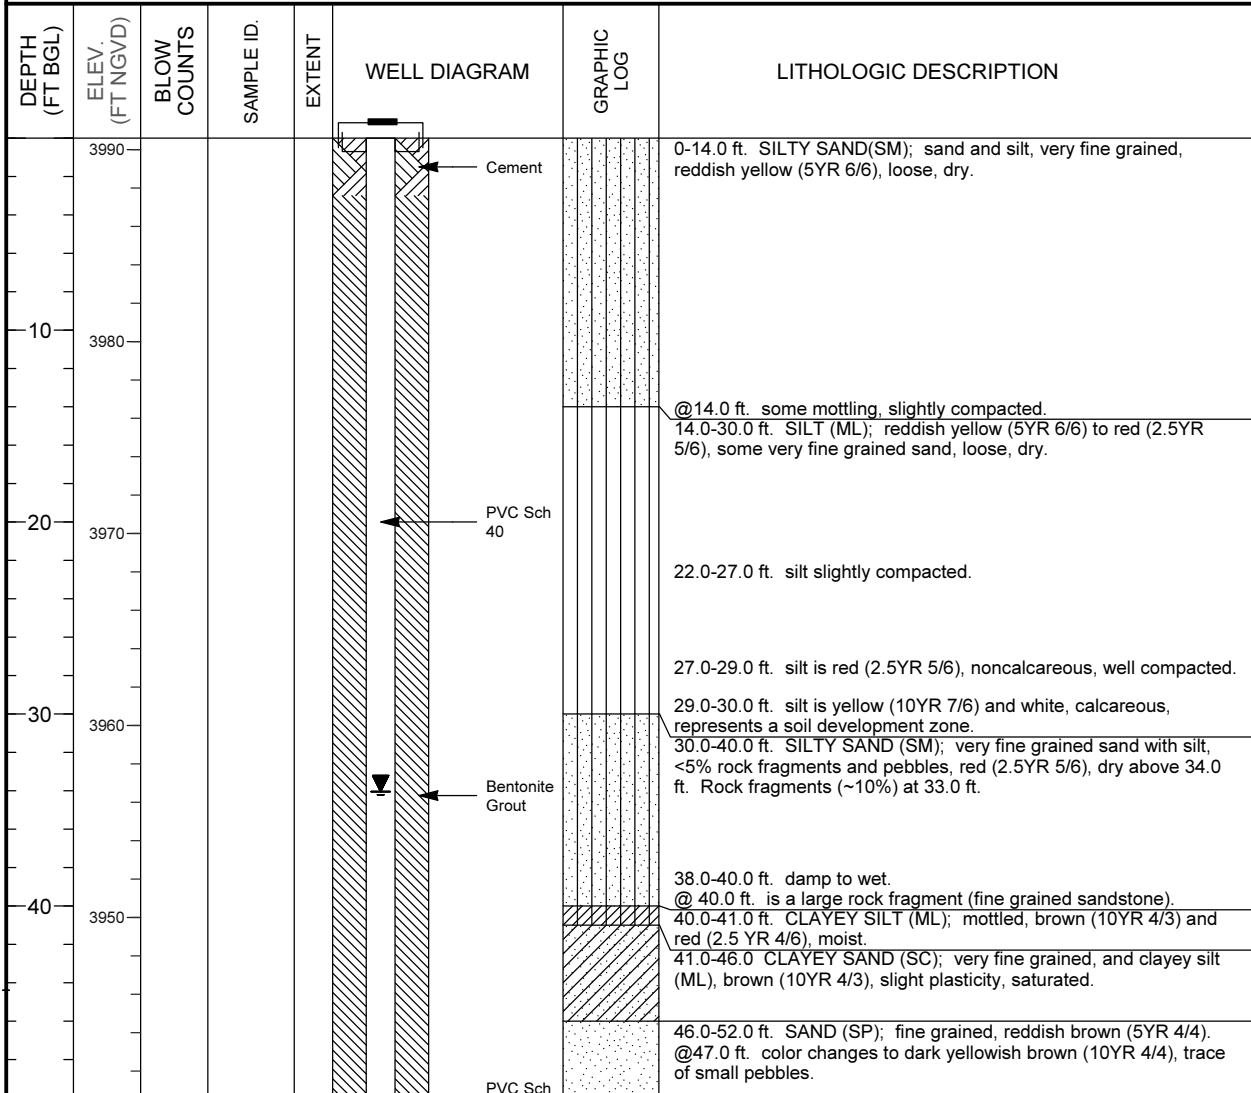 DEPTH
(FT BGL)
ELEV.
(FT NGVD)
BLOW
COUNTS
SAMPLE ID.
EXTENT
WELL DIAGRAM
GRAPHIC
LOG
LITHOLOGIC DESCRIPTION
3990
Cement
0-14.0 ft. SILTY SAND(SM); sand and silt, very fine grained,
reddish yellow (5YR 6/6), loose, dry.
10
3980
@14.0 ft. some mottling, slightly compacted.
14.0-30.0 ft. SILT (ML); reddish yellow (5YR 6/6) to red (2.5YR
5/6), some very fine grained sand, loose, dry.
20
3970
PVC Sch
40
22.0-27.0 ft. silt slightly compacted.
27.0-29.0 ft. silt is red (2.5YR 5/6), noncalcareous, well compacted.
29.0-30.0 ft. silt is yellow (10YR 7/6) and white, calcareous,
represents a soil development zone.
30
3960
30.0-40.0 ft. SILTY SAND (SM); very fine grained sand with silt,
<5% rock fragments and pebbles, red (2.5YR 5/6), dry above 34.0
ft. Rock fragments (~10%) at 33.0 ft.
Bentonite
Grout
38.0-40.0 ft. damp to wet.
@ 40.0 ft. is a large rock fragment (fine grained sandstone).
40
3950
40.0-41.0 ft. CLAYEY SILT (ML); mottled, brown (10YR 4/3) and
red (2.5 YR 4/6), moist.
41.0-46.0 CLAYEY SAND (SC); very fine grained, and clayey silt
(ML), brown (10YR 4/3), slight plasticity, saturated.
46.0-52.0 ft. SAND (SP); fine grained, reddish brown (5YR 4/4).
@47.0 ft. color changes to dark yellowish brown (10YR 4/4), trace
of small pebbles.
PVC Sch